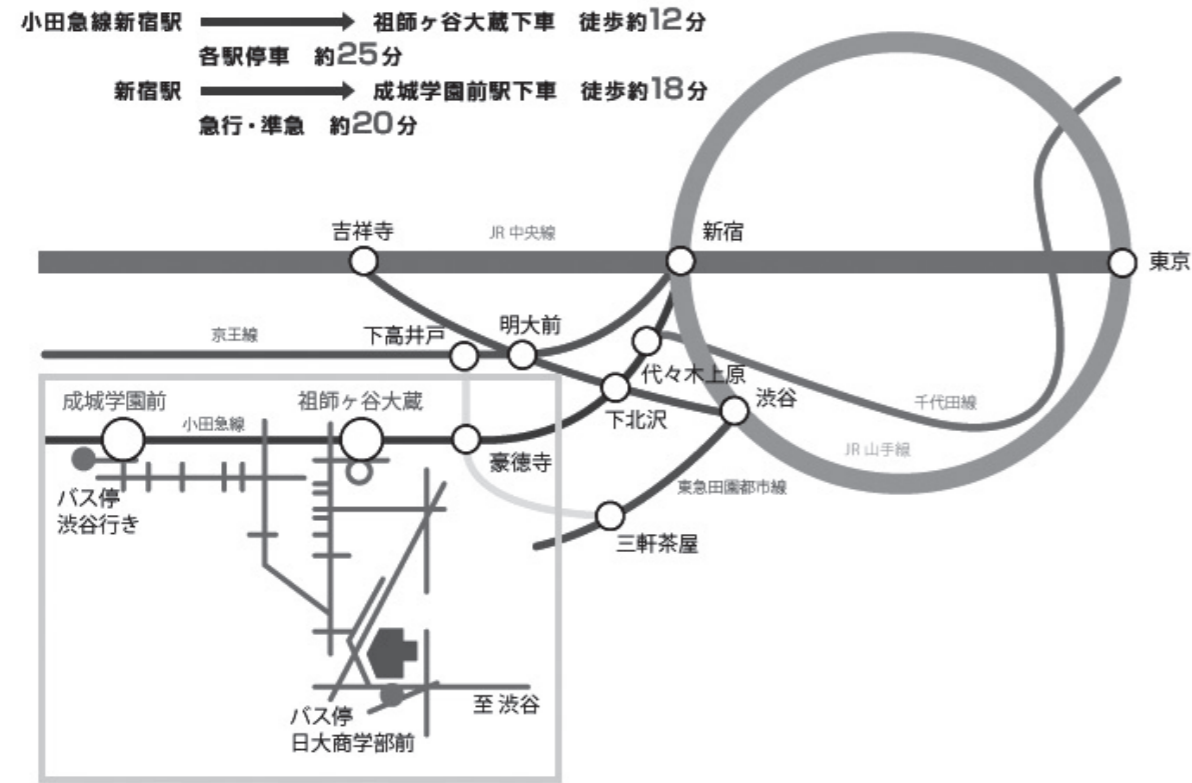 小田急線新宿駅 祖師ヶ谷大蔵下車 徒歩約12分
各駅停車 約25分
新宿駅 成城学園前駅下車 徒歩約18分
急行・準急 約20分
吉祥寺
JR 中央線
新宿
東京
京王線
下高井戸
明大前
代々木上原
渋谷
千代田線
下北沢
JR 山手線
成城学園前
小田急線
祖師ヶ谷大蔵
豪徳寺
東急田園都市線
三軒茶屋
バス停
渋谷行き
至 渋谷
バス停
日大商学部前